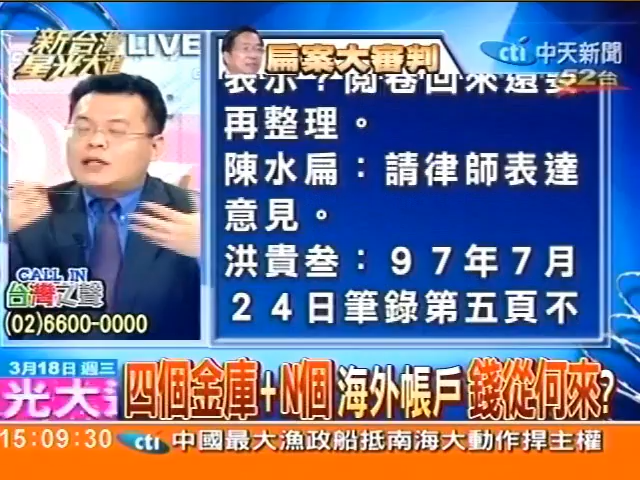 新台灣
星光大道
LIVE
扁案大審判
cti 中天新聞
52台
表示？閱卷回來還要
再整理。
陳水扁：請律師表達
意見。
洪貴叁：９７年７月
２４日筆錄第五頁不
CALL IN
台灣之聲
(02)6600-0000
3月18日 週三
光大道
四個金庫+N個 海外帳戶 錢從何來?
15:09:30 cti 中國最大漁政船抵南海大動作捍主權